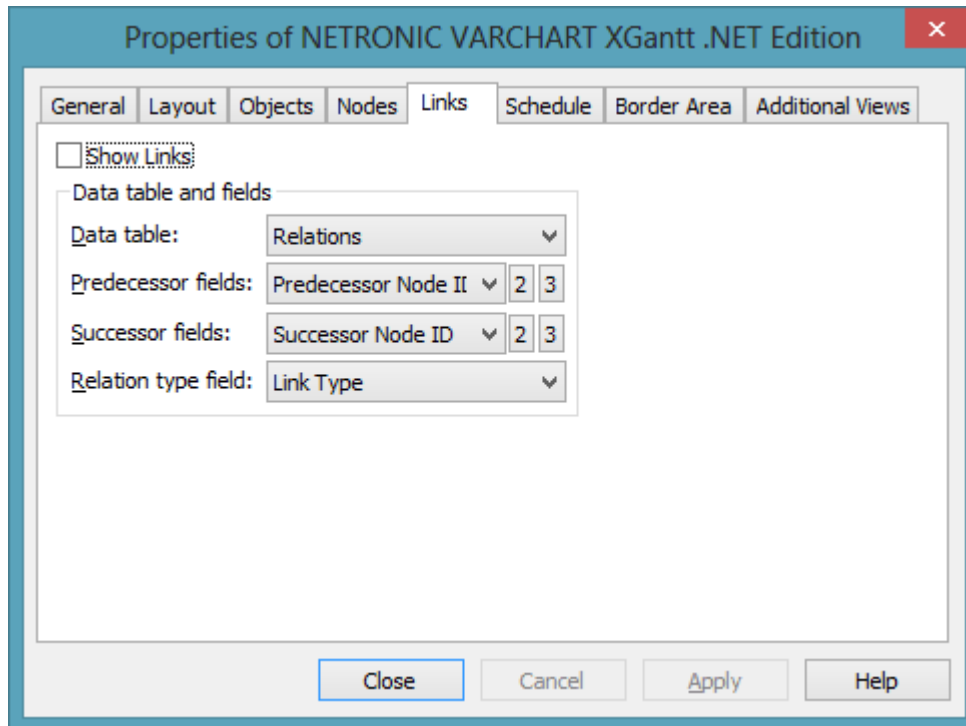 Properties of NETRONIC VARCHART XGantt .NET Edition
General Layout Objects Nodes Links Schedule Border Area Additional Views
Show Links
Data table and fields
Data table: Relations
Predecessor fields: Predecessor Node II 2 3
Successor fields: Successor Node ID 2 3
Relation type field: Link Type
Close Cancel Apply Help